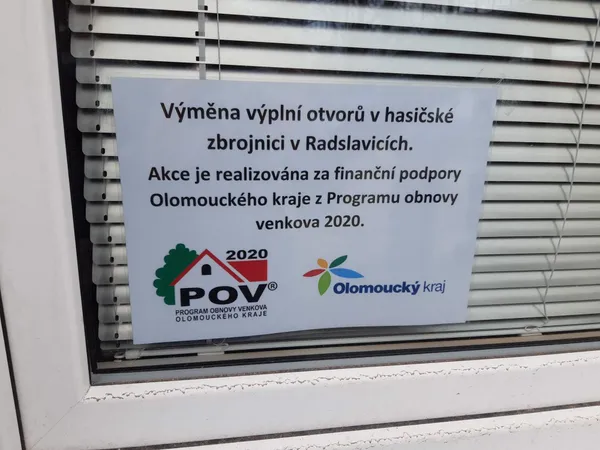 Výměna výplní otvorů v hasičské
zbrojnici v Radslavicích.
Akce je realizována za finanční podpory
Olomouckého kraje z Programu obnovy
venkova 2020.
2020
POV®
PROGRAM OBNOVY VENKOVA
OLOMOUCKÉHO KRAJE
Olomoucký kraj